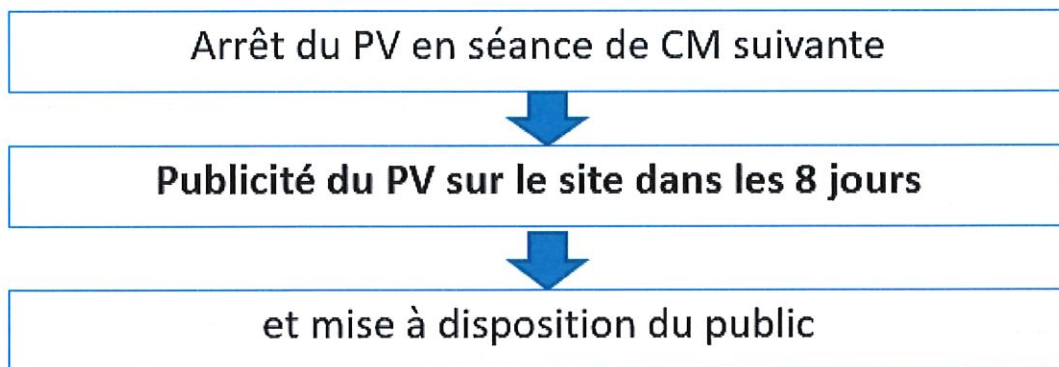 Arrêt du PV en séance de CM suivante
Publicité du PV sur le site dans les 8 jours
et mise à disposition du public